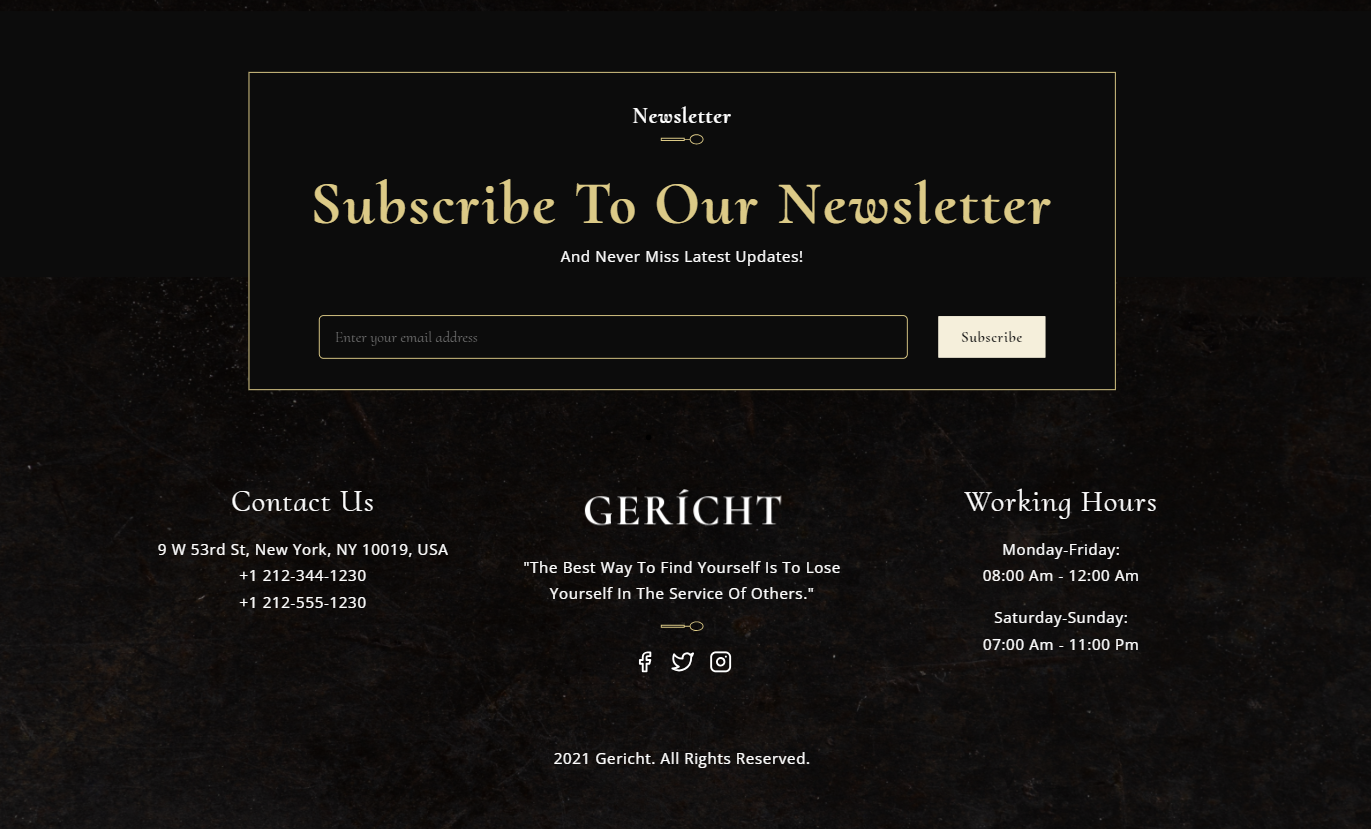 Newsletter
Subscribe To Our Newsletter
And Never Miss Latest Updates!
Enter your email address
Subscribe
Contact Us
9 W 53rd St, New York, NY 10019, USA
+1 212-344-1230
+1 212-555-1230
GERÍCHT
"The Best Way To Find Yourself Is To Lose
Yourself In The Service Of Others."
Working Hours
Monday-Friday:
08:00 Am - 12:00 Am
Saturday-Sunday:
07:00 Am - 11:00 Pm
2021 Gericht. All Rights Reserved.